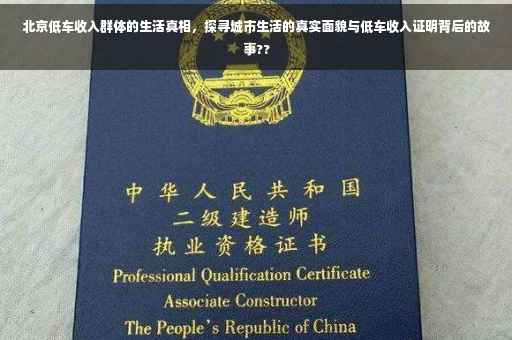 北京低车收入群体的生活真相，探寻城市生活的真实面貌与低车收入证明背后的故
事??
中华人民共和国
二级建造师
执业资格证书
Professional Qualification Certificate
Associate Constructor
The People's Republic of China